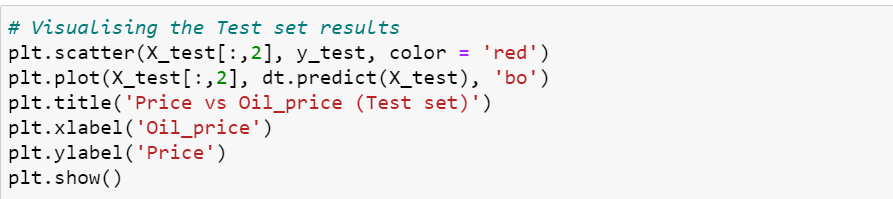 # Visualising the Test set results
plt.scatter(X_test[:,2], y_test, color = 'red')
plt.plot(X_test[:,2], dt.predict(X_test), 'bo')
plt.title('Price vs Oil_price (Test set)')
plt.xlabel('Oil_price')
plt.ylabel('Price')
plt.show()